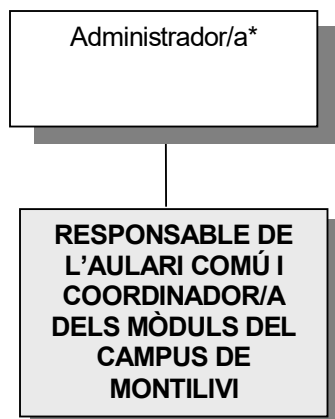 Administrador/a*
RESPONSABLE DE
L’AULARI COMÚ I
COORDINADOR/A
DELS MÒDULS DEL
CAMPUS DE
MONTILIVI